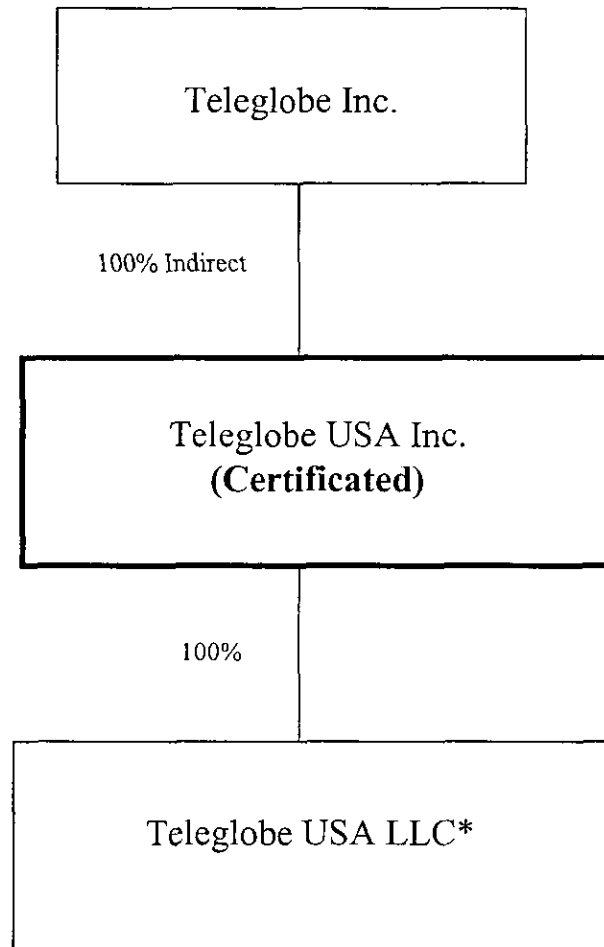 Teleglobe Inc.
100% Indirect
Teleglobe USA Inc.
(Certificated)
100%
Teleglobe USA LLC*